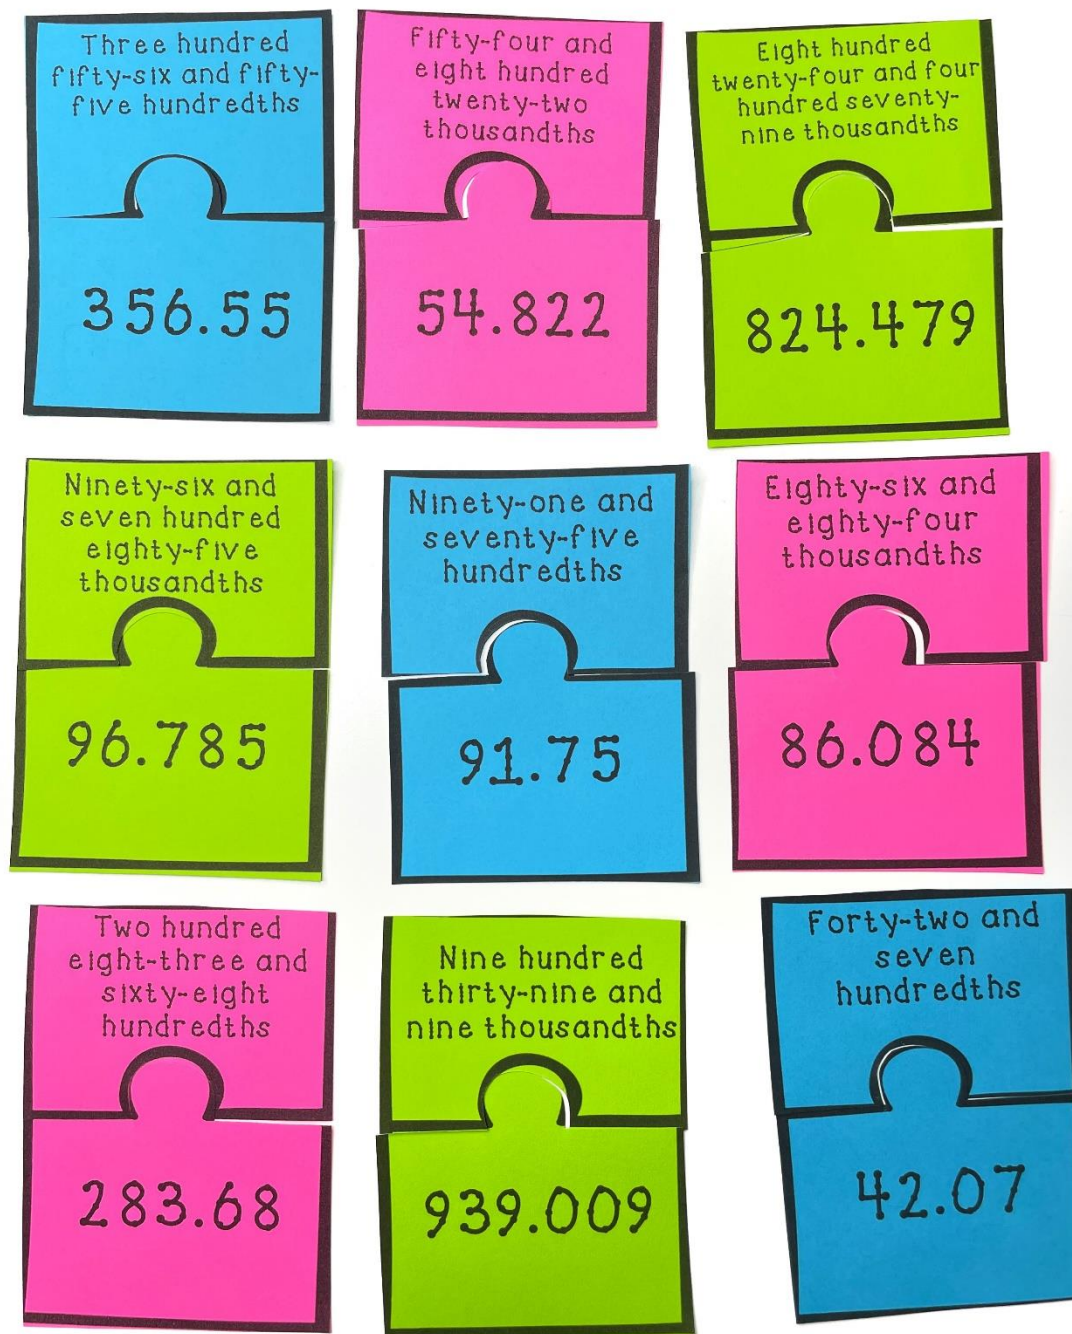 Three hundred
fifty-six and fifty-
five hundredths
356.55
Fifty-four and
eight hundred
twenty-two
thousandths
54.822
Eight hundred
twenty-four and four
hundred seventy-
nine thousandths
824.479
Ninety-six and
seven hundred
eighty-five
thousandths
96.785
Ninety-one and
seventy-five
hundredths
91.75
Eighty-six and
eighty-four
thousandths
86.084
Two hundred
eight-three and
sixty-eight
hundredths
283.68
Nine hundred
thirty-nine and
nine thousandths
939.009
Forty-two and
seven
hundredths
42.07